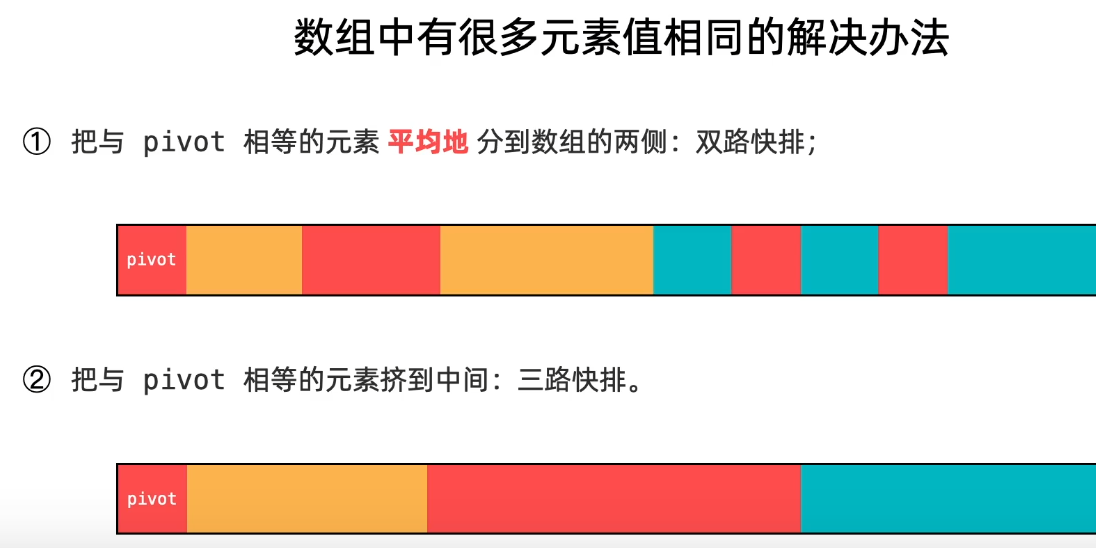 数组中有很多元素值相同的解决办法
① 把与 pivot 相等的元素 平均地 分到数组的两侧：双路快排；
pivot
② 把与 pivot 相等的元素挤到中间：三路快排。
pivot